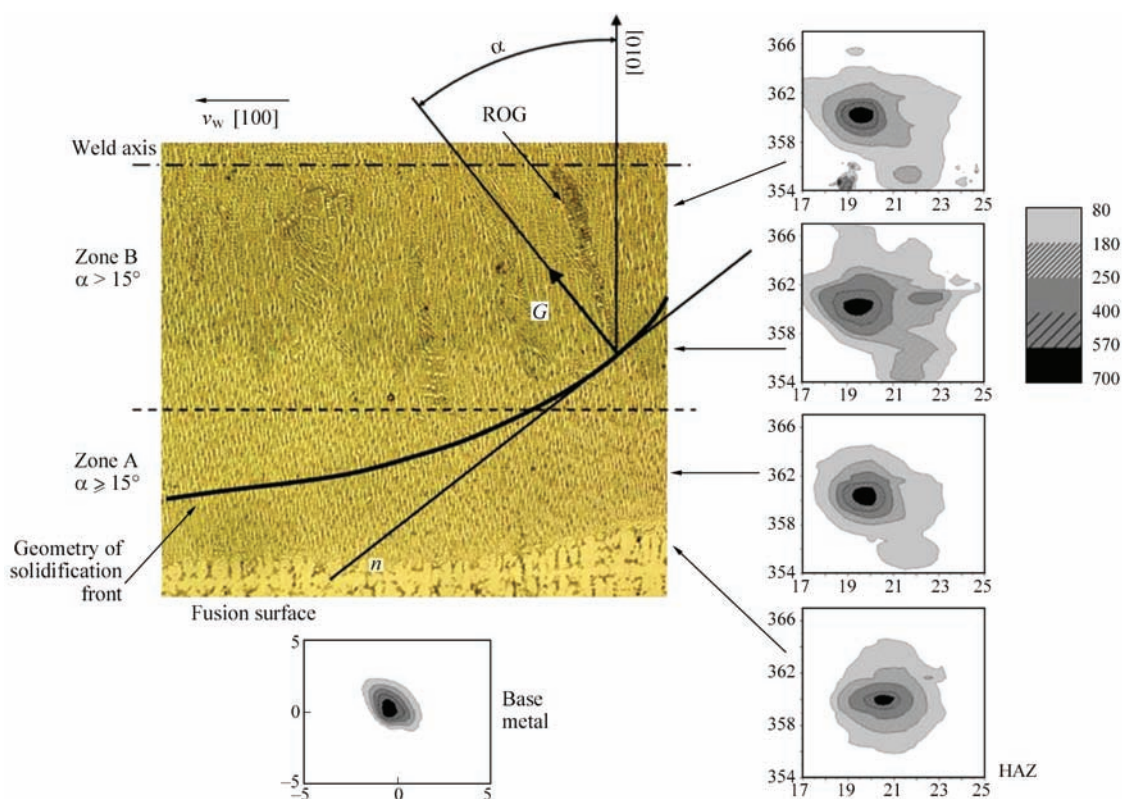 α
[010]
v_w [100]
ROG
Weld axis
Zone B
α > 15°
G
Zone A
α ⩾ 15°
Geometry of
solidification
front
n
Fusion surface
5
0
−5
−5
0
5
Base
metal
366
362
358
354
17
19
21
23
25
366
362
358
354
17
19
21
23
25
366
362
358
354
17
19
21
23
25
366
362
358
354
17
19
21
23
25
HAZ
80
180
250
400
570
700